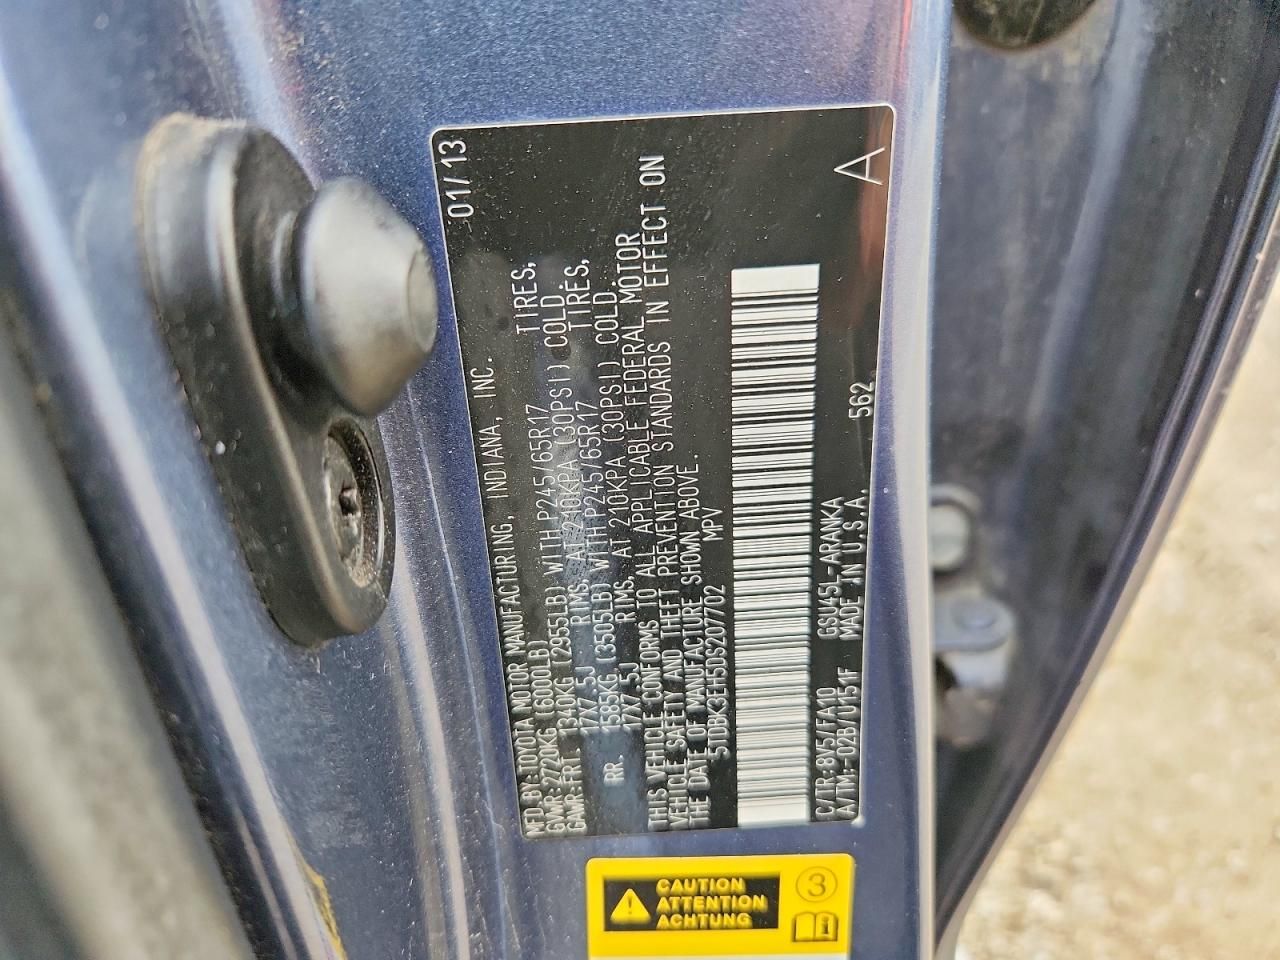 MFD.BY: TOYOTA MOTOR MANUFACTURING, INDIANA, INC. 01/13
GVWR:2720KG (6000LB)
GAWR:FRT 1340KG (2955LB) WITH P245/65R17 TIRES,
17X7.5J RIMS, AT 210KPA (30PSI) COLD
RR. 1585KG (3505LB) WITH P245/65R17 TIRES,
17X7.5J RIMS, AT 210KPA (30PSI) COLD.
THIS VEHICLE CONFORMS TO ALL APPLICABLE FEDERAL MOTOR
VEHICLE SAFETY AND THEFT PREVENTION STANDARDS IN EFFECT ON
THE DATE OF MANUFACTURE SHOWN ABOVE.
5TDBK3EH5DS207702 MPV
C/TR:8V5/FA10 GSU45L-ARANKA
A/TM:-02B/U151F MADE IN U.S.A. 562
A
CAUTION
ATTENTION
ACHTUNG
3